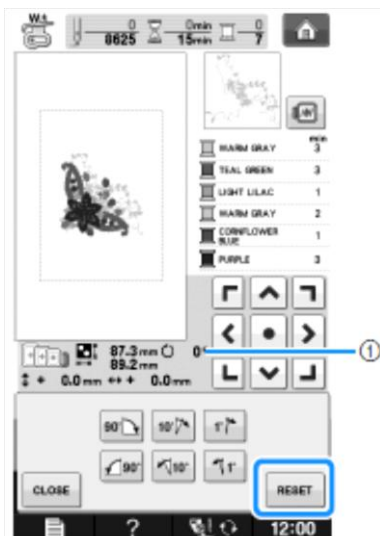 0 0min 0
8625 15min 7
WARM GRAY 3
TEAL GREEN 3
LIGHT LILAC 1
WARM GRAY 2
CORNFLOWER
BLUE 1
PURPLE 3
87.3mm 0°
89.2mm
0.0mm 0.0mm
①
90° 10° 1°
90° 10° 1°
CLOSE RESET
? 12:00